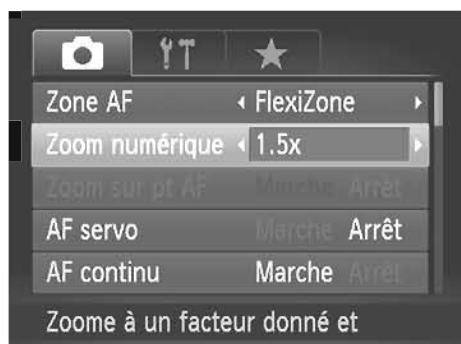 Zone AF FlexiZone
Zoom numérique 1.5x
Zoom sur pt AF Marche Arrêt
AF servo Marche Arrêt
AF continu Marche Arrêt
Zoome à un facteur donné et